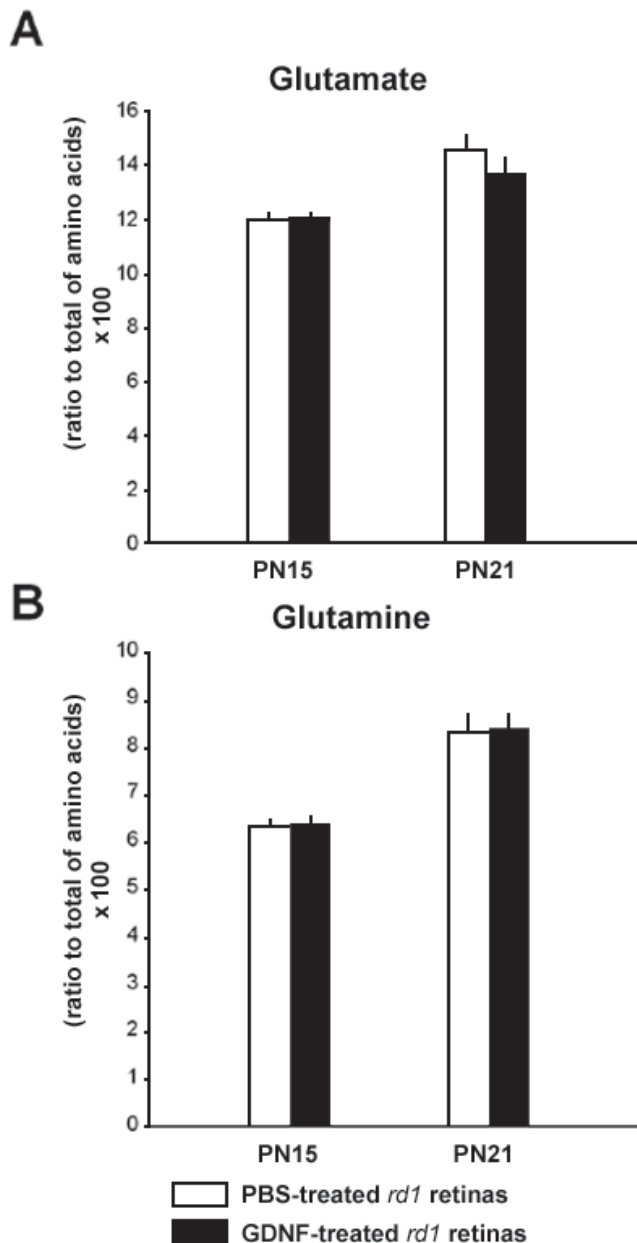 A
Glutamate
(ratio to total of amino acids)
x 100
16
14
12
10
8
6
4
2
0
PN15 PN21
B
Glutamine
(ratio to total of amino acids)
x 100
10
9
8
7
6
5
4
3
2
1
0
PN15 PN21
PBS-treated rd1 retinas
GDNF-treated rd1 retinas